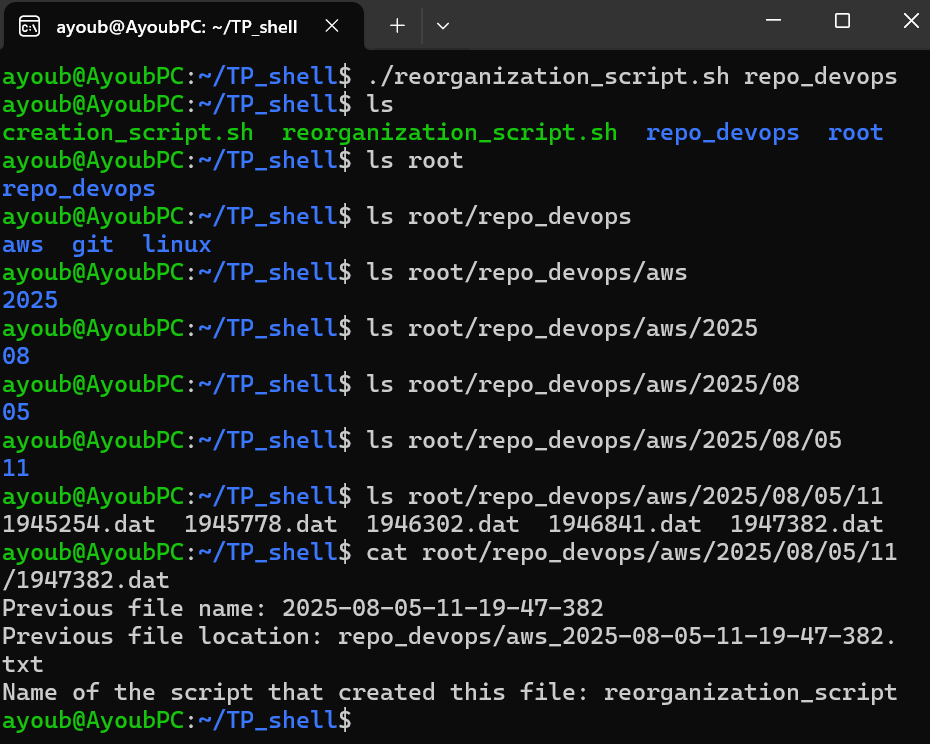 ayoub@AyoubPC: ~/TP_shell
ayoub@AyoubPC:~/TP_shell$ ./reorganization_script.sh repo_devops
ayoub@AyoubPC:~/TP_shell$ ls
creation_script.sh  reorganization_script.sh  repo_devops  root
ayoub@AyoubPC:~/TP_shell$ ls root
repo_devops
ayoub@AyoubPC:~/TP_shell$ ls root/repo_devops
aws  git  linux
ayoub@AyoubPC:~/TP_shell$ ls root/repo_devops/aws
2025
ayoub@AyoubPC:~/TP_shell$ ls root/repo_devops/aws/2025
08
ayoub@AyoubPC:~/TP_shell$ ls root/repo_devops/aws/2025/08
05
ayoub@AyoubPC:~/TP_shell$ ls root/repo_devops/aws/2025/08/05
11
ayoub@AyoubPC:~/TP_shell$ ls root/repo_devops/aws/2025/08/05/11
1945254.dat  1945778.dat  1946302.dat  1946841.dat  1947382.dat
ayoub@AyoubPC:~/TP_shell$ cat root/repo_devops/aws/2025/08/05/11
/1947382.dat
Previous file name: 2025-08-05-11-19-47-382
Previous file location: repo_devops/aws_2025-08-05-11-19-47-382.
txt
Name of the script that created this file: reorganization_script
ayoub@AyoubPC:~/TP_shell$